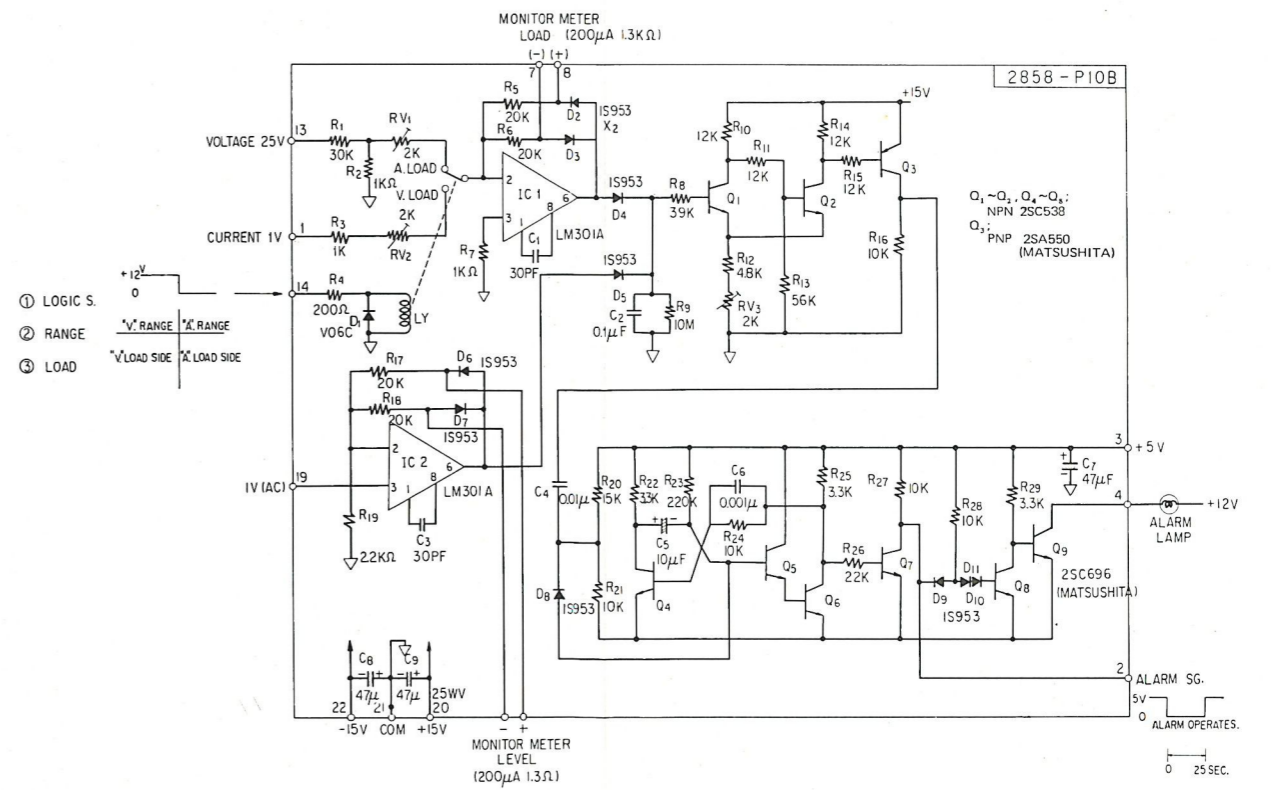 MONITOR METER
LOAD (200μA 1.3KΩ)
(-) (+)
7 8
2858-P10B
+15V
R5
20K
D2
1S953
X2
R6
20K
D3
13
VOLTAGE 25V
R1
30K
RV1
2K
R2
1KΩ
A.LOAD
V.LOAD
2
3
IC 1
6
1 8
LM301A
R7
1KΩ
C1
30PF
1S953
D4
R8
39K
R10
12K
R11
12K
R14
12K
R15
12K
Q1
Q2
Q3
Q1~Q2, Q4~Q8;
NPN 2SC538
Q3;
PNP 2SA550
(MATSUSHITA)
1
CURRENT 1V
R3
1K
2K
RV2
1S953
D5
C2
0.1μF
R9
10M
R12
4.8K
RV3
2K
R13
56K
R16
10K
+12V
0
14
R4
200Ω
D1
V06C
LY
① LOGIC S.
② RANGE
"V." RANGE "A". RANGE
③ LOAD
"V."LOAD SIDE "A".LOAD SIDE
R17
20K
D6
1S953
R18
20K
D7
1S953
2
3
IC 2
6
1 8
LM301A
19
1V (AC)
R19
2.2KΩ
C3
30PF
3
+5V
C4
0.01μ
R20
15K
R22
33K
R23
220K
C6
0.001μ
R25
3.3K
R27
10K
R28
10K
R29
3.3K
+
C7
47μF
4
+12V
ALARM
LAMP
+ -
C5
10μF
R24
10K
R26
22K
Q4
Q5
Q6
Q7
Q8
Q9
2SC696
(MATSUSHITA)
D8
1S953
R21
10K
D9
D11
D10
1S953
2
ALARM SG.
5V
0
ALARM OPERATES.
0 25 SEC.
C8
- +
47μ
C9
- +
47μ
25WV
22 21 20
-15V COM +15V
- +
MONITOR METER
LEVEL
(200μA 1.3Ω)